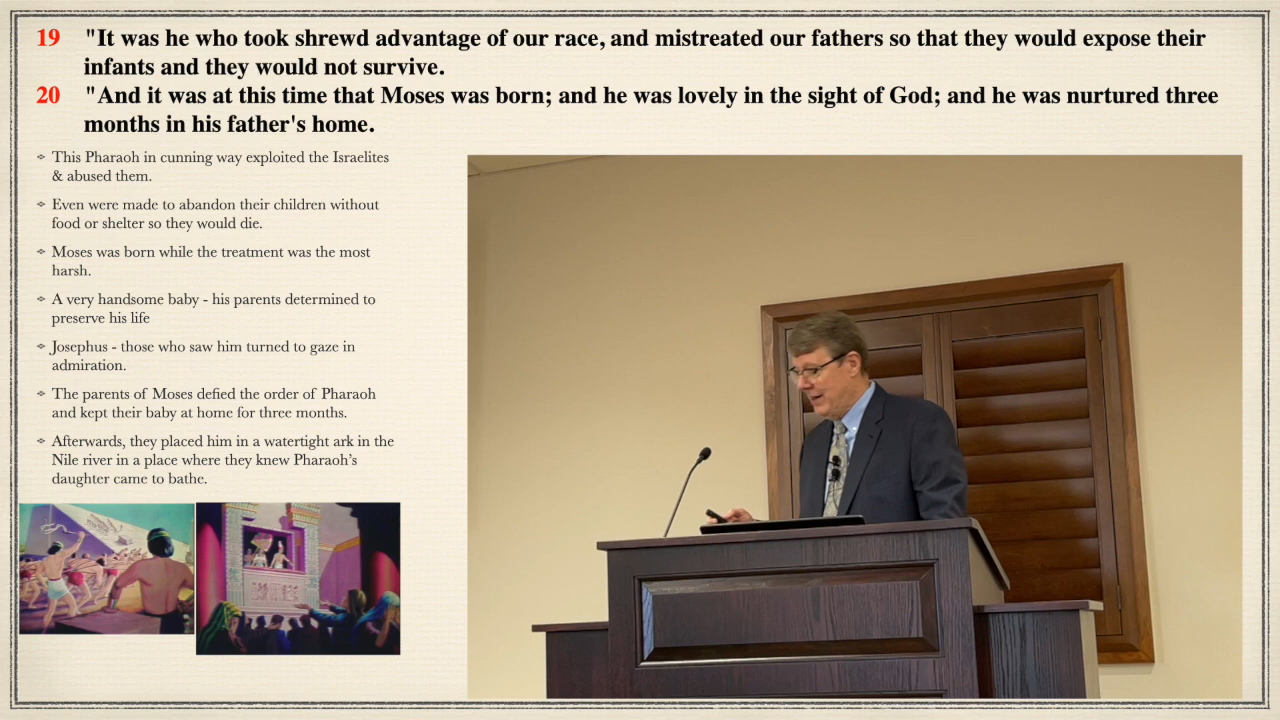 19 "It was he who took shrewd advantage of our race, and mistreated our fathers so that they would expose their
infants and they would not survive.
20 "And it was at this time that Moses was born; and he was lovely in the sight of God; and he was nurtured three
months in his father's home.
This Pharaoh in cunning way exploited the Israelites
& abused them.
Even were made to abandon their children without
food or shelter so they would die.
Moses was born while the treatment was the most
harsh.
A very handsome baby - his parents determined to
preserve his life
Josephus - those who saw him turned to gaze in
admiration.
The parents of Moses defied the order of Pharaoh
and kept their baby at home for three months.
Afterwards, they placed him in a watertight ark in the
Nile river in a place where they knew Pharaoh’s
daughter came to bathe.